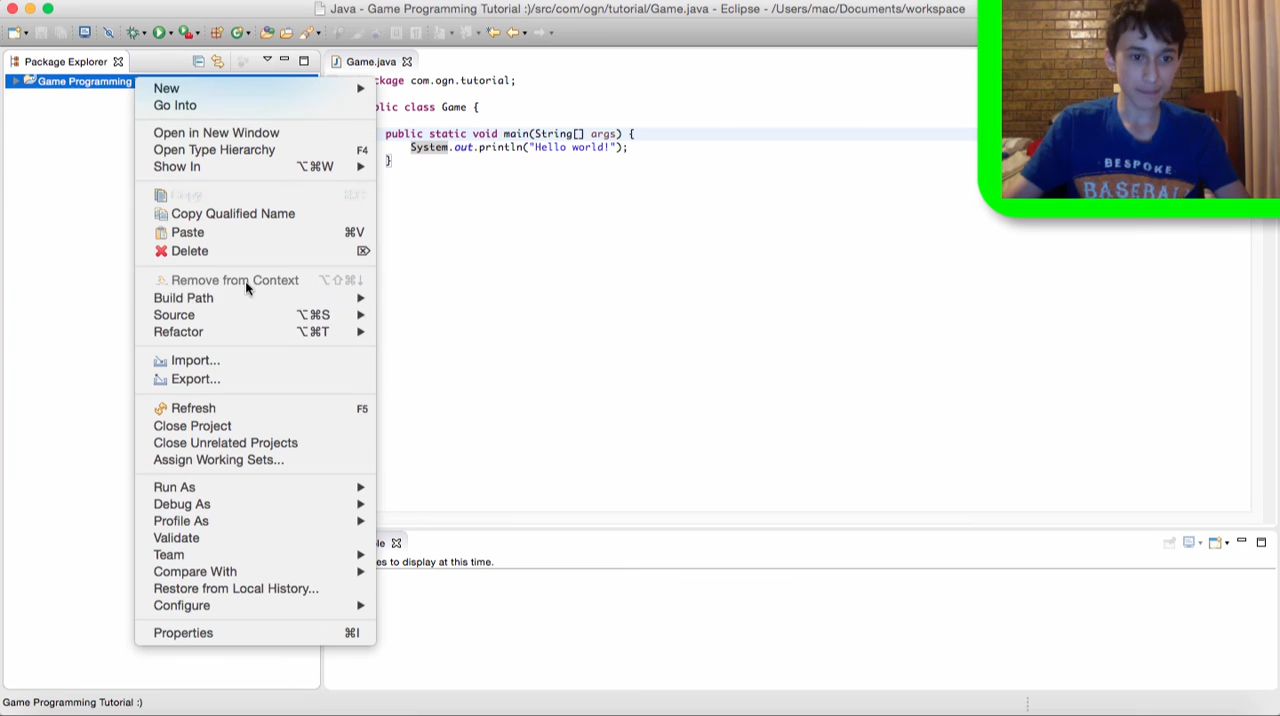 Java - Game Programming Tutorial :)/src/com/ogn/tutorial/Game.java - Eclipse - /Users/mac/Documents/workspace
Package Explorer
Game Programming
New
Go Into
Open in New Window
Open Type Hierarchy F4
Show In ⌥⌘W
Copy
Copy Qualified Name
Paste ⌘V
Delete ⌦
Remove from Context ⌥⇧⌘↓
Build Path
Source ⌥⌘S
Refactor ⌥⌘T
Import...
Export...
Refresh F5
Close Project
Close Unrelated Projects
Assign Working Sets...
Run As
Debug As
Profile As
Validate
Team
Compare With
Restore from Local History...
Configure
Properties ⌘I
Game.java
ckage com.ogn.tutorial;
blic class Game {
public static void main(String[] args) {
System.out.println("Hello world!");
}
le
es to display at this time.
BESPOKE
BASEBAL
Game Programming Tutorial :)